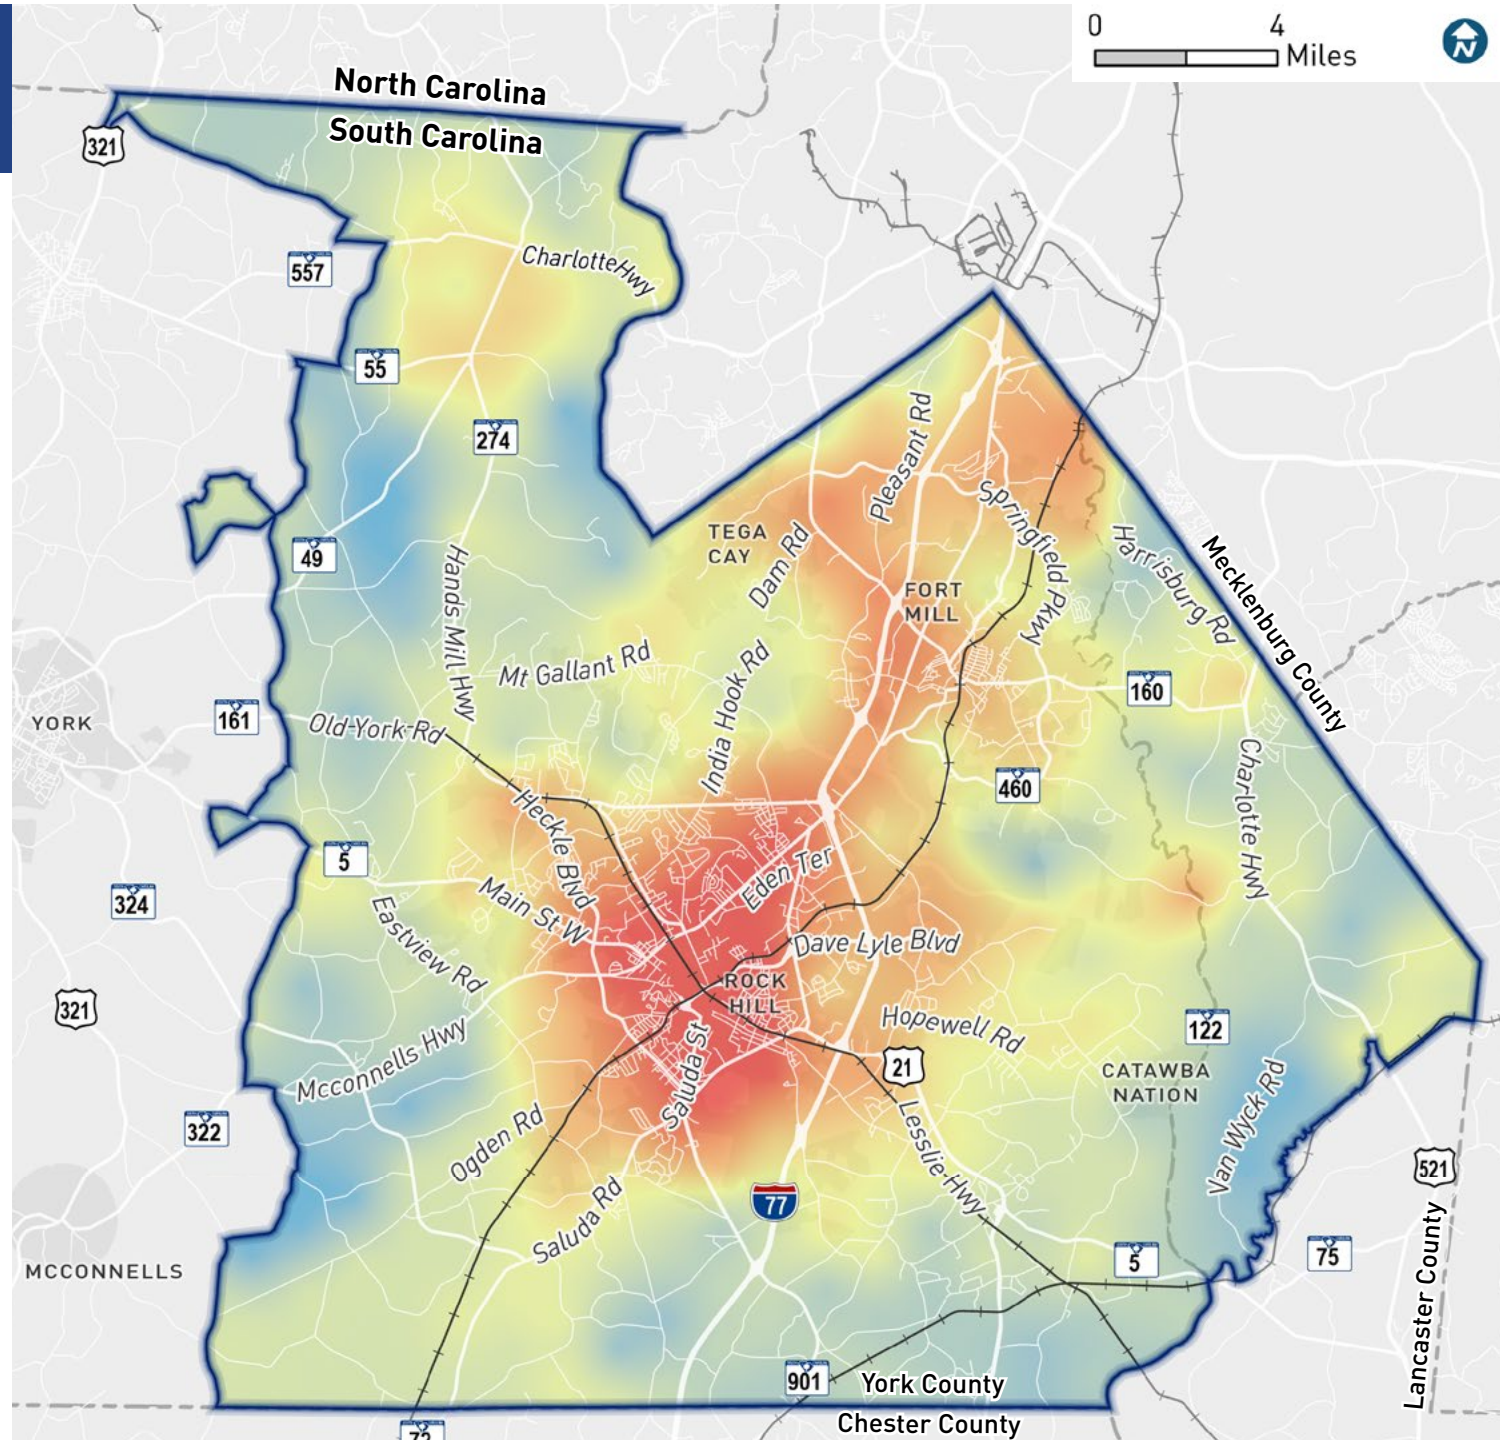 0 4
Miles
N
North Carolina
South Carolina
321
557
Charlotte Hwy
55
274
Pleasant Rd
Springfield Pkwy
TEGA
CAY
Dam Rd
49
Harrisburg Rd
Mecklenburg County
FORT
MILL
Hands Mill Hwy
Mt Gallant Rd
India Hook Rd
160
161
YORK
Old York Rd
Charlotte Hwy
460
Heckle Blvd
5
Eden Ter
324
Main St W
Eastview Rd
Dave Lyle Blvd
ROCK
HILL
321
Hopewell Rd
122
Mcconnells Hwy
Saluda St
21
CATAWBA
NATION
Van Wyck Rd
322
Ogden Rd
Lesslie Hwy
521
77
Saluda Rd
MCCONNELLS
5
75
Lancaster County
901
York County
Chester County
72